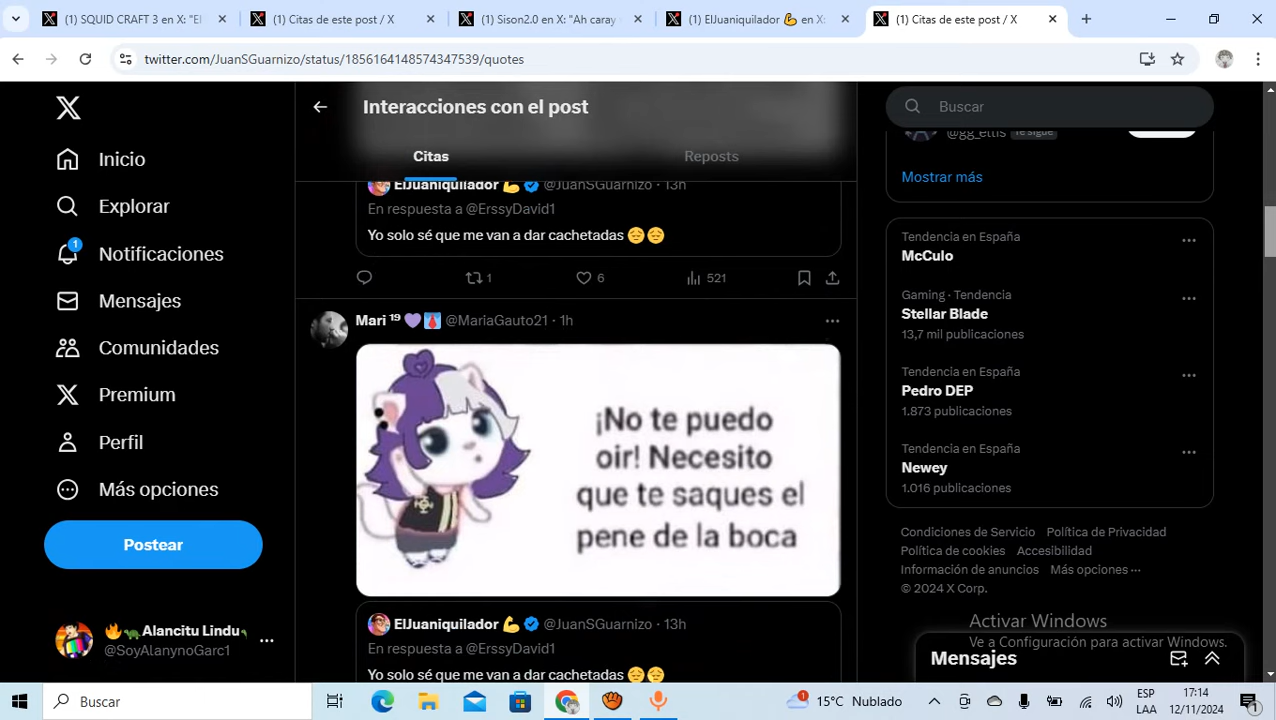 (1) SQUID CRAFT 3 en X: "El
(1) Citas de este post / X
(1) Sison2.0 en X: "Ah caray
(1) ElJuaniquilador 💪 en X:
(1) Citas de este post / X
twitter.com/JuanSGuarnizo/status/1856164148574347539/quotes
Inicio
Explorar
1
Notificaciones
Mensajes
Comunidades
Premium
Perfil
Más opciones
Postear
🔥🦖Alancitu Lindu
@SoyAlanynoGarc1
Interacciones con el post
Citas
Reposts
ElJuaniquilador 💪 @JuanSGuarnizo · 13h
En respuesta a @ErssyDavid1
Yo solo sé que me van a dar cachetadas 😔😔
1
6
521
Mari ¹⁹ 💜 @MariaGauto21 · 1h
¡No te puedo
oir! Necesito
que te saques el
pene de la boca
ElJuaniquilador 💪 @JuanSGuarnizo · 13h
En respuesta a @ErssyDavid1
Yo solo sé que me van a dar cachetadas 😔😔
Buscar
@gg_ellis Te sigue
Mostrar más
Tendencia en España
McCulo
Gaming · Tendencia
Stellar Blade
13,7 mil publicaciones
Tendencia en España
Pedro DEP
1.873 publicaciones
Tendencia en España
Newey
1.016 publicaciones
Condiciones de Servicio Política de Privacidad
Política de cookies Accesibilidad
Información de anuncios Más opciones ···
© 2024 X Corp.
Activar Windows
Ve a Configuración para activar Windows.
Mensajes
Buscar
1
15°C Nublado
ESP
LAA
17:14
12/11/2024
1